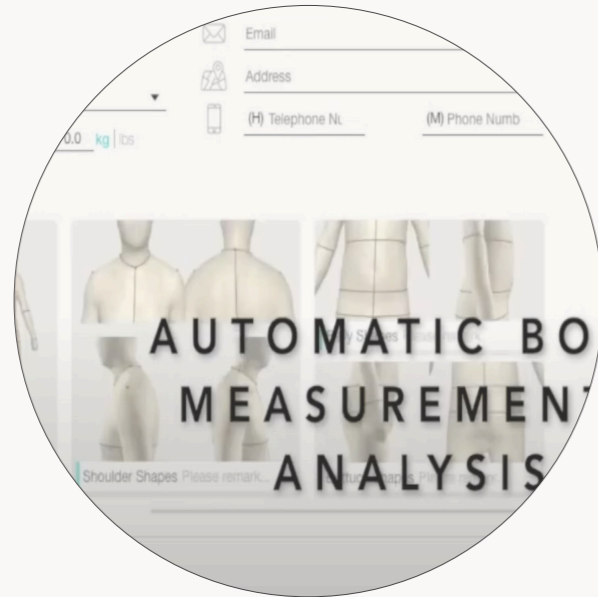 Email
Address
(H) Telephone Nu
(M) Phone Numb
0.0 kg | lbs
AUTOMATIC BO
MEASUREMENT
ANALYSIS
Shoulder Shapes Please remark...